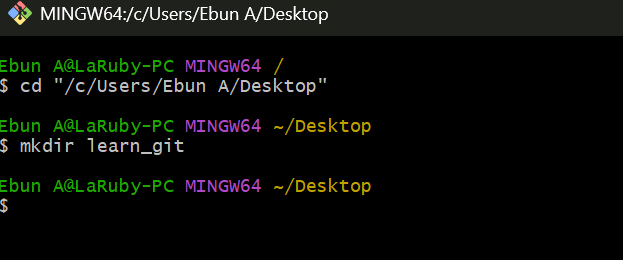 MINGW64:/c/Users/Ebun A/Desktop
Ebun A@LaRuby-PC MINGW64 /
$ cd "/c/Users/Ebun A/Desktop"
Ebun A@LaRuby-PC MINGW64 ~/Desktop
$ mkdir learn_git
Ebun A@LaRuby-PC MINGW64 ~/Desktop
$